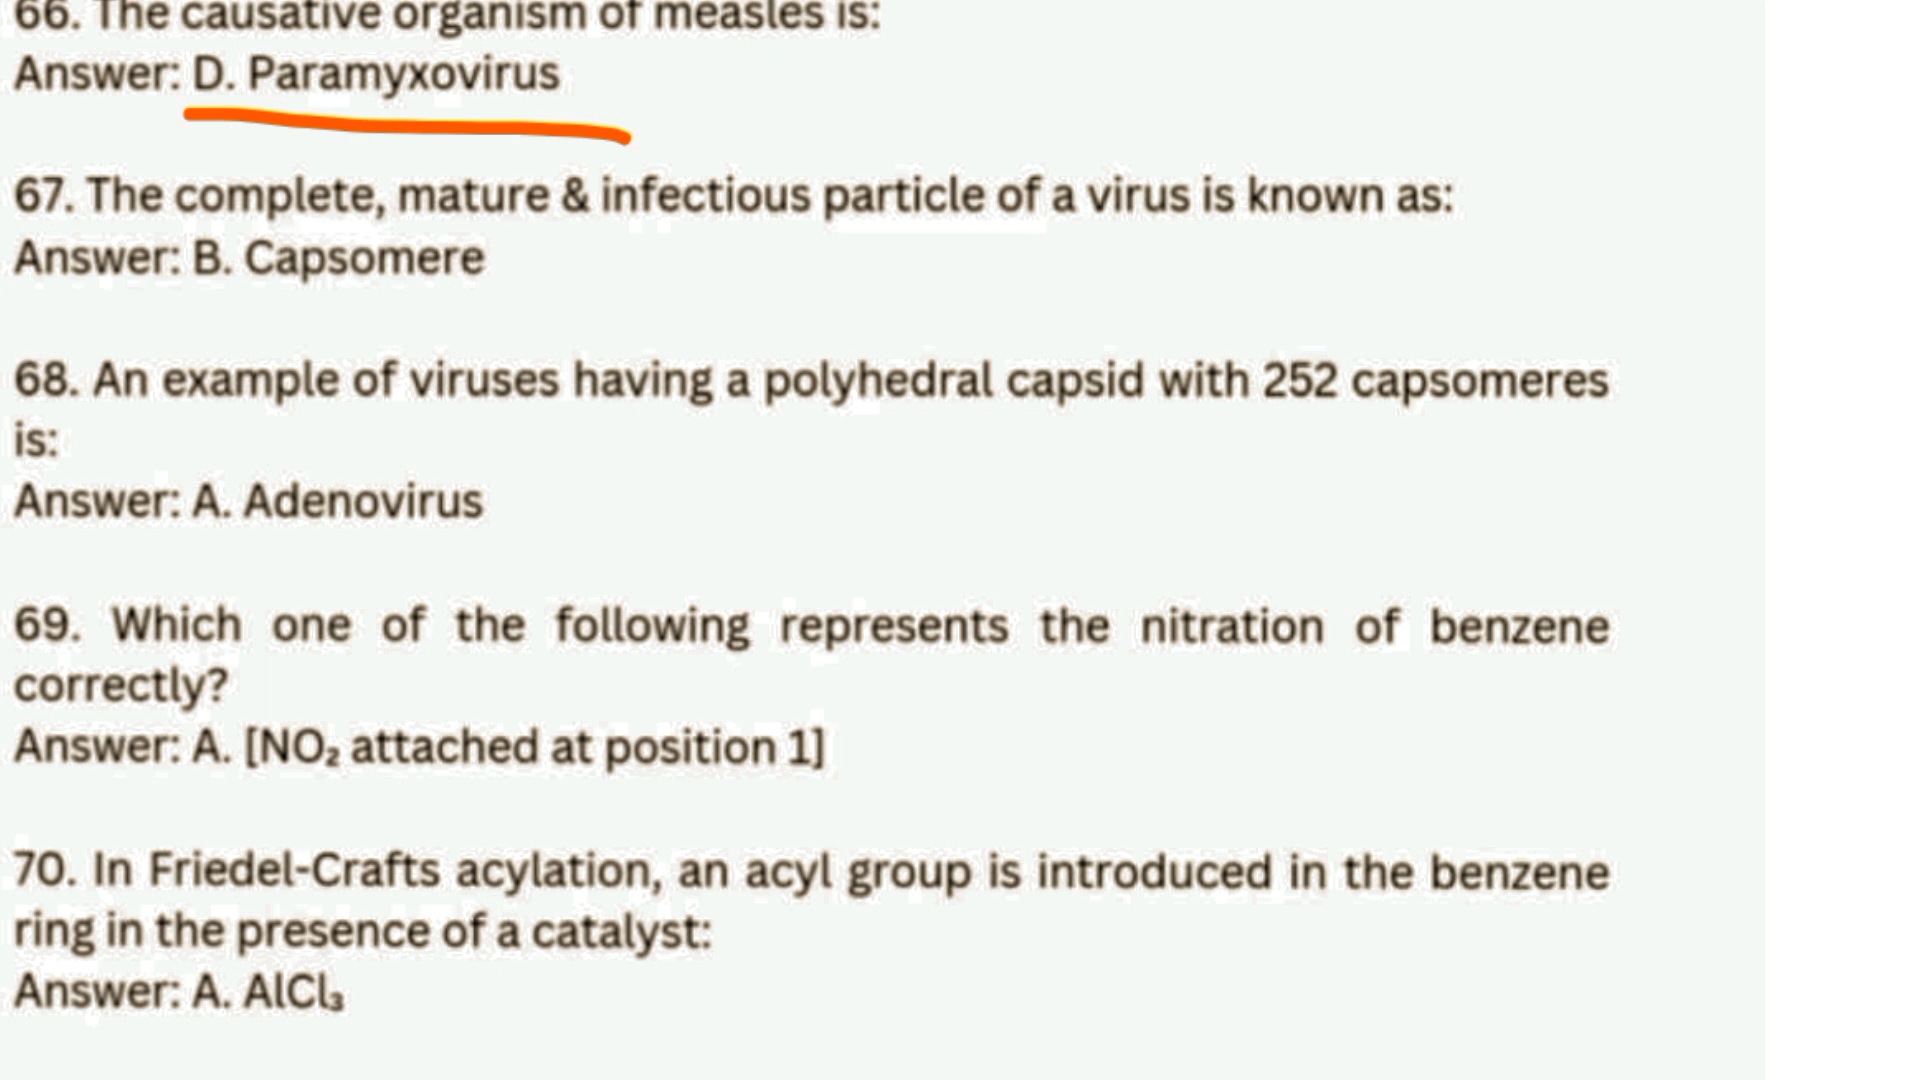 66. The causative organism of measles is:
Answer: D. Paramyxovirus
67. The complete, mature & infectious particle of a virus is known as:
Answer: B. Capsomere
68. An example of viruses having a polyhedral capsid with 252 capsomeres
is:
Answer: A. Adenovirus
69. Which one of the following represents the nitration of benzene
correctly?
Answer: A. [NO₂ attached at position 1]
70. In Friedel-Crafts acylation, an acyl group is introduced in the benzene
ring in the presence of a catalyst:
Answer: A. AlCl₃